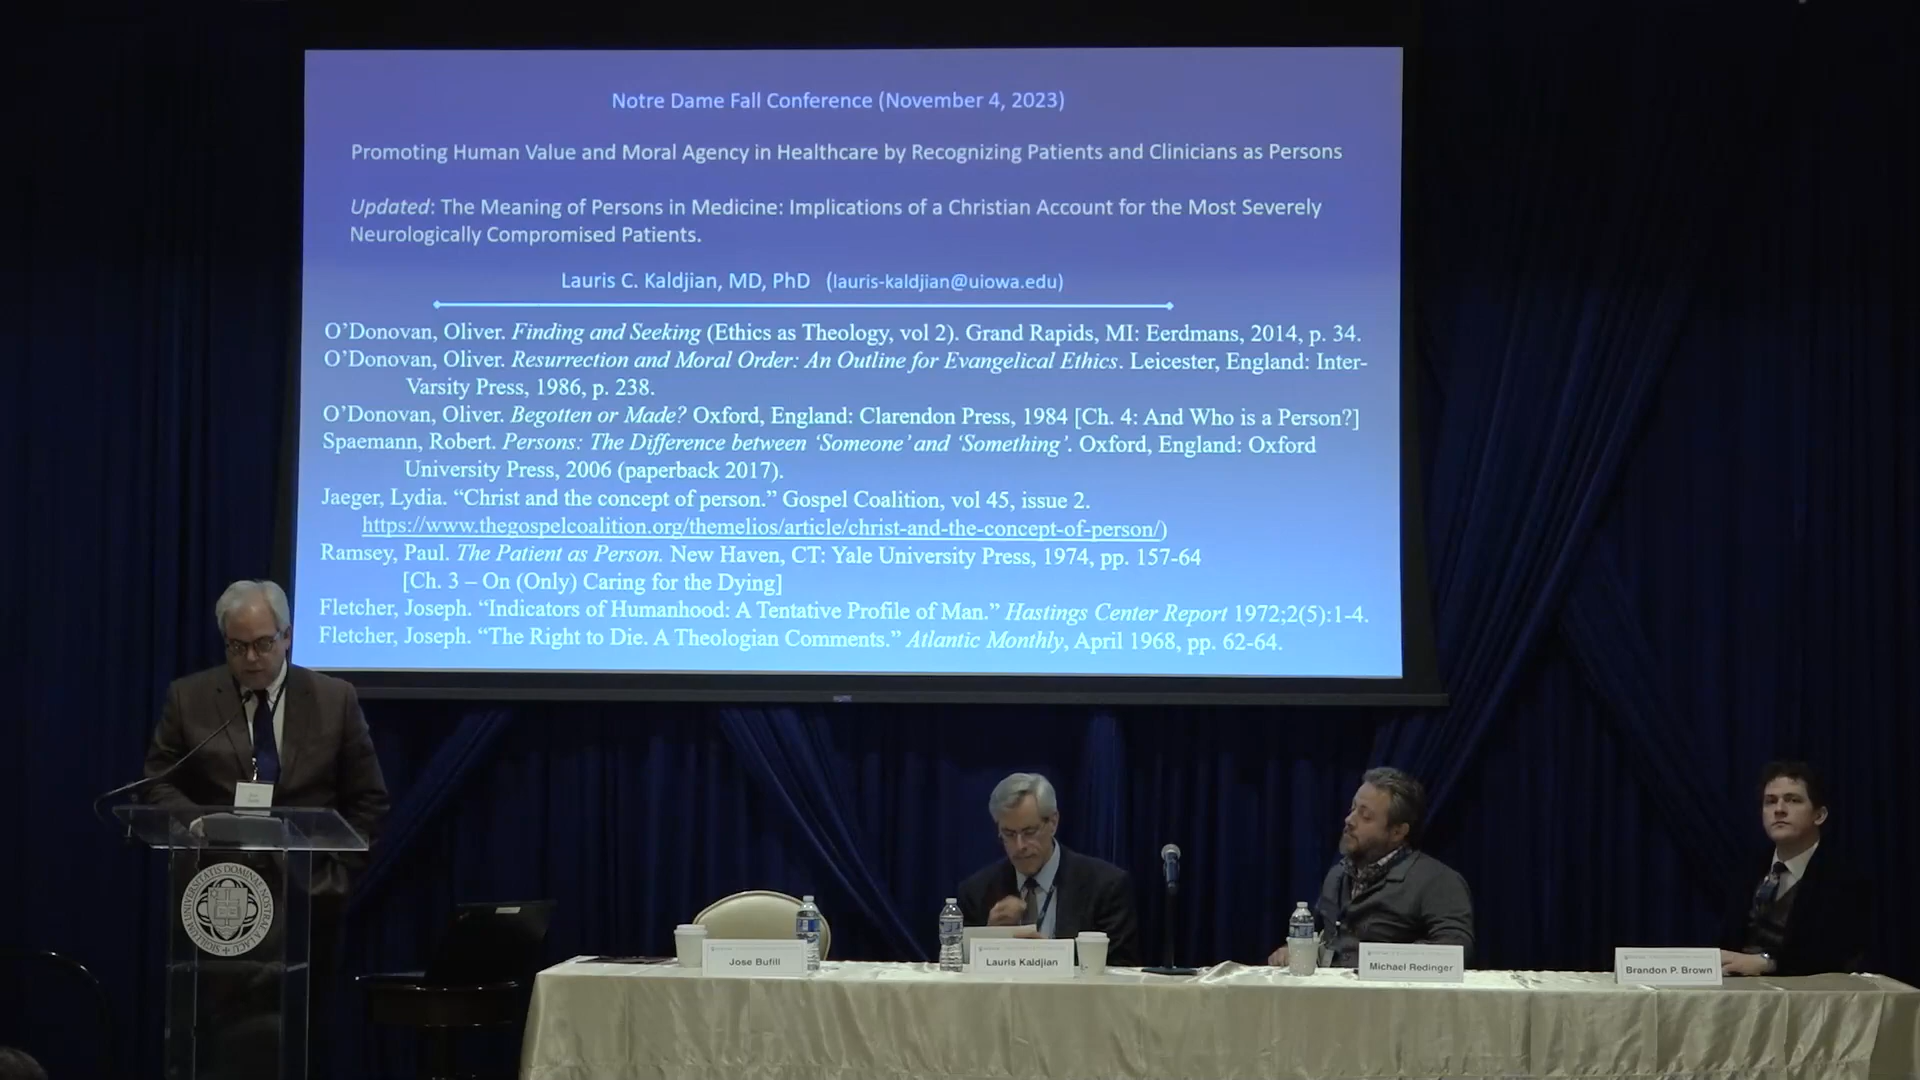 Notre Dame Fall Conference (November 4, 2023)
Promoting Human Value and Moral Agency in Healthcare by Recognizing Patients and Clinicians as Persons
Updated: The Meaning of Persons in Medicine: Implications of a Christian Account for the Most Severely
Neurologically Compromised Patients.
Lauris C. Kaldjian, MD, PhD (lauris-kaldjian@uiowa.edu)
O’Donovan, Oliver. Finding and Seeking (Ethics as Theology, vol 2). Grand Rapids, MI: Eerdmans, 2014, p. 34.
O’Donovan, Oliver. Resurrection and Moral Order: An Outline for Evangelical Ethics. Leicester, England: Inter-
Varsity Press, 1986, p. 238.
O’Donovan, Oliver. Begotten or Made? Oxford, England: Clarendon Press, 1984 [Ch. 4: And Who is a Person?]
Spaemann, Robert. Persons: The Difference between ‘Someone’ and ‘Something’. Oxford, England: Oxford
University Press, 2006 (paperback 2017).
Jaeger, Lydia. “Christ and the concept of person.” Gospel Coalition, vol 45, issue 2.
https://www.thegospelcoalition.org/themelios/article/christ-and-the-concept-of-person/)
Ramsey, Paul. The Patient as Person. New Haven, CT: Yale University Press, 1974, pp. 157-64
[Ch. 3 – On (Only) Caring for the Dying]
Fletcher, Joseph. “Indicators of Humanhood: A Tentative Profile of Man.” Hastings Center Report 1972;2(5):1-4.
Fletcher, Joseph. “The Right to Die. A Theologian Comments.” Atlantic Monthly, April 1968, pp. 62-64.
SIGILLUM UNIVERSITATIS DOMINAE NOSTRAE A LACU
Jose Bufill
Lauris Kaldjian
Michael Redinger
Brandon P. Brown